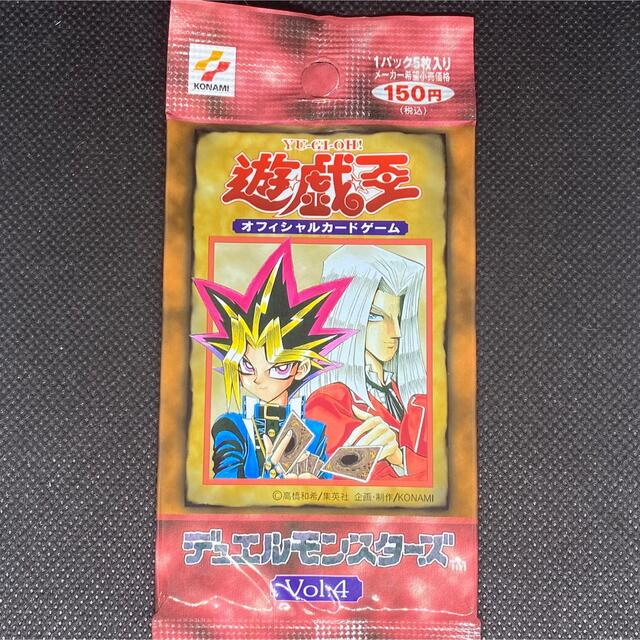 KONAMI
1パック5枚入り
メーカー希望小売価格
150円
(税込)
YU-GI-OH!
遊戯王
オフィシャルカードゲーム
©高橋和希/集英社 企画・制作/KONAMI
デュエルモンスターズ™
Vol.4